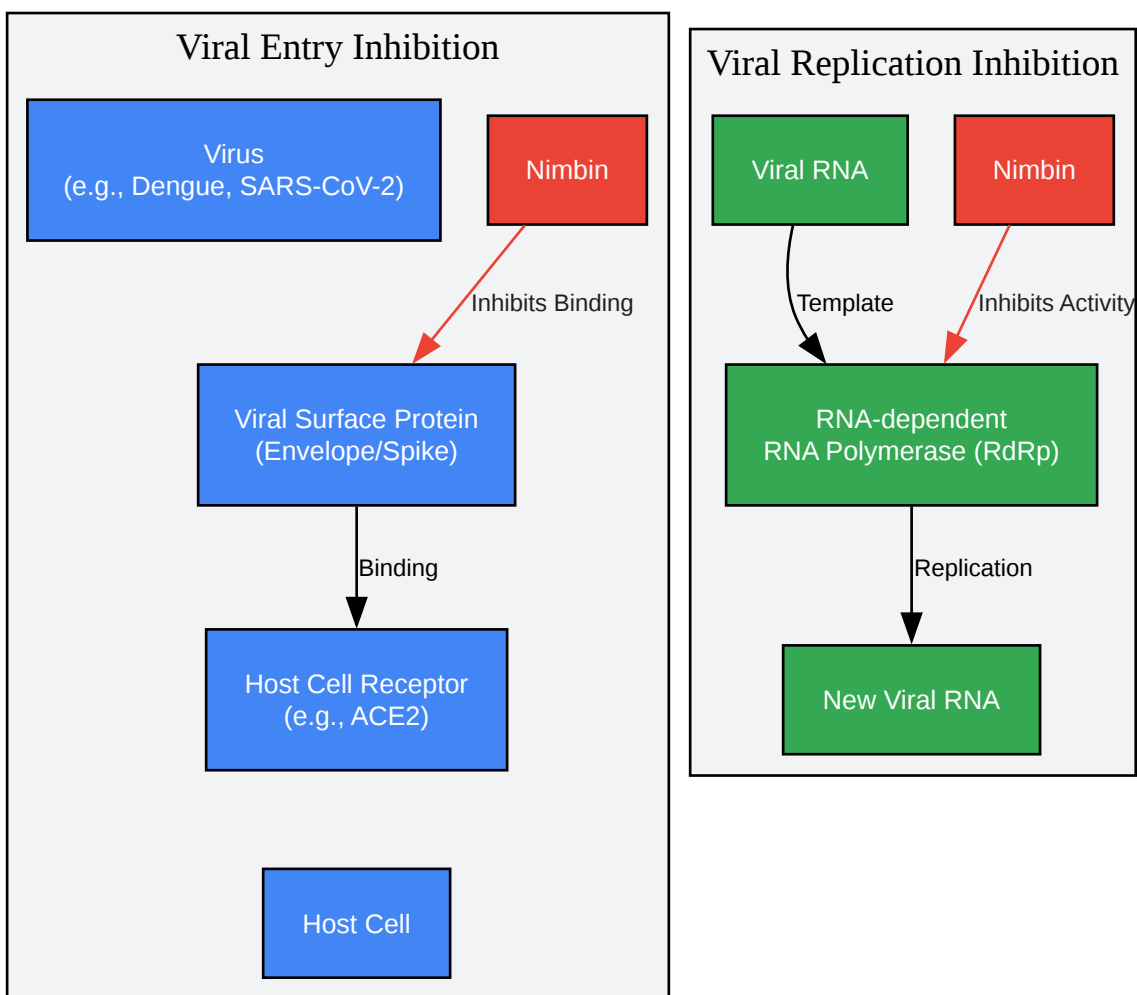 Viral Entry Inhibition
Virus
(e.g., Dengue, SARS-CoV-2)
Nimbin
Inhibits Binding
Viral Surface Protein
(Envelope/Spike)
Binding
Host Cell Receptor
(e.g., ACE2)
Host Cell
Viral Replication Inhibition
Viral RNA
Nimbin
Template
Inhibits Activity
RNA-dependent
RNA Polymerase (RdRp)
Replication
New Viral RNA